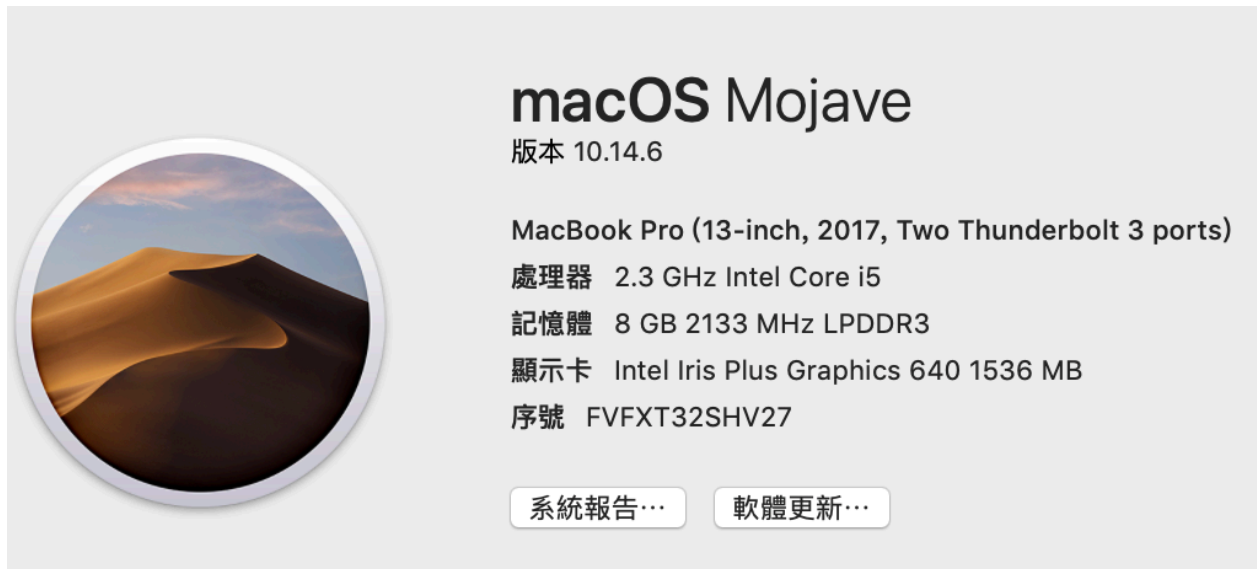 macOS Mojave
版本 10.14.6
MacBook Pro (13-inch, 2017, Two Thunderbolt 3 ports)
處理器 2.3 GHz Intel Core i5
記憶體 8 GB 2133 MHz LPDDR3
顯示卡 Intel Iris Plus Graphics 640 1536 MB
序號 FVFXT32SHV27
系統報告⋯ 軟體更新⋯